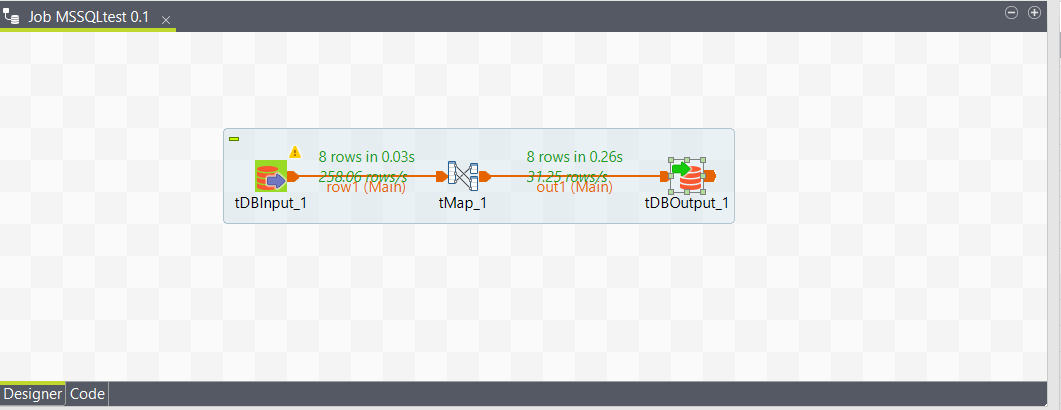 Job MSSQLtest 0.1
8 rows in 0.03s
258.06 rows/s
row1 (Main)
8 rows in 0.26s
31.25 rows/s
out1 (Main)
tDBInput_1
tMap_1
tDBOutput_1
Designer
Code